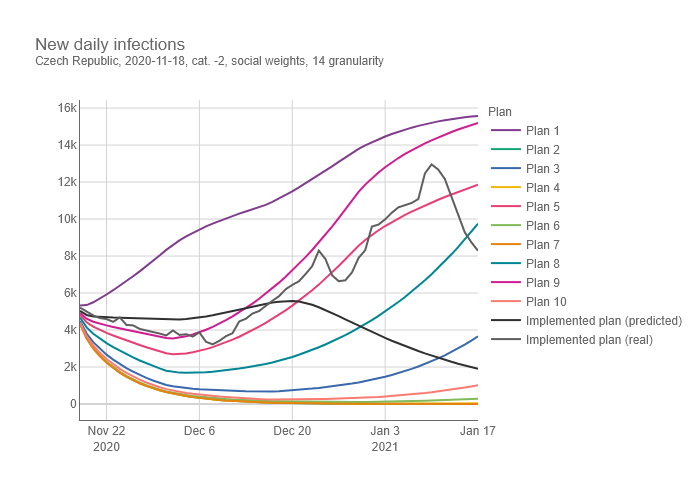 New daily infections
Czech Republic, 2020-11-18, cat. -2, social weights, 14 granularity
16k
14k
12k
10k
8k
6k
4k
2k
0
Nov 22
2020
Dec 6
Dec 20
Jan 3
2021
Jan 17
Plan
Plan 1
Plan 2
Plan 3
Plan 4
Plan 5
Plan 6
Plan 7
Plan 8
Plan 9
Plan 10
Implemented plan (predicted)
Implemented plan (real)